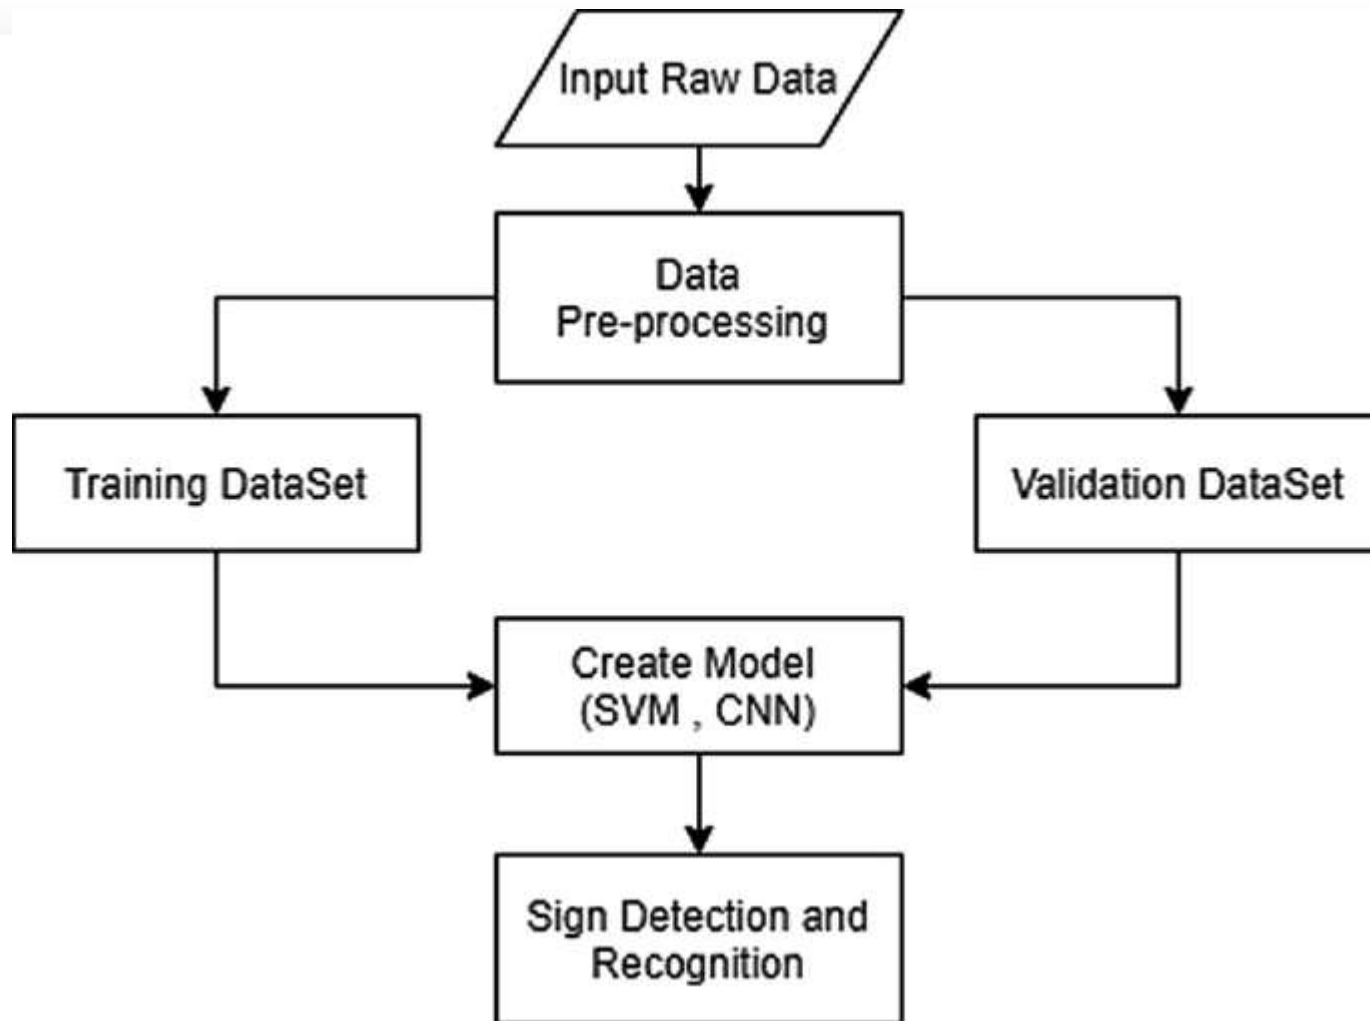 Input Raw Data
Data
Pre-processing
Training DataSet
Validation DataSet
Create Model
(SVM , CNN)
Sign Detection and
Recognition